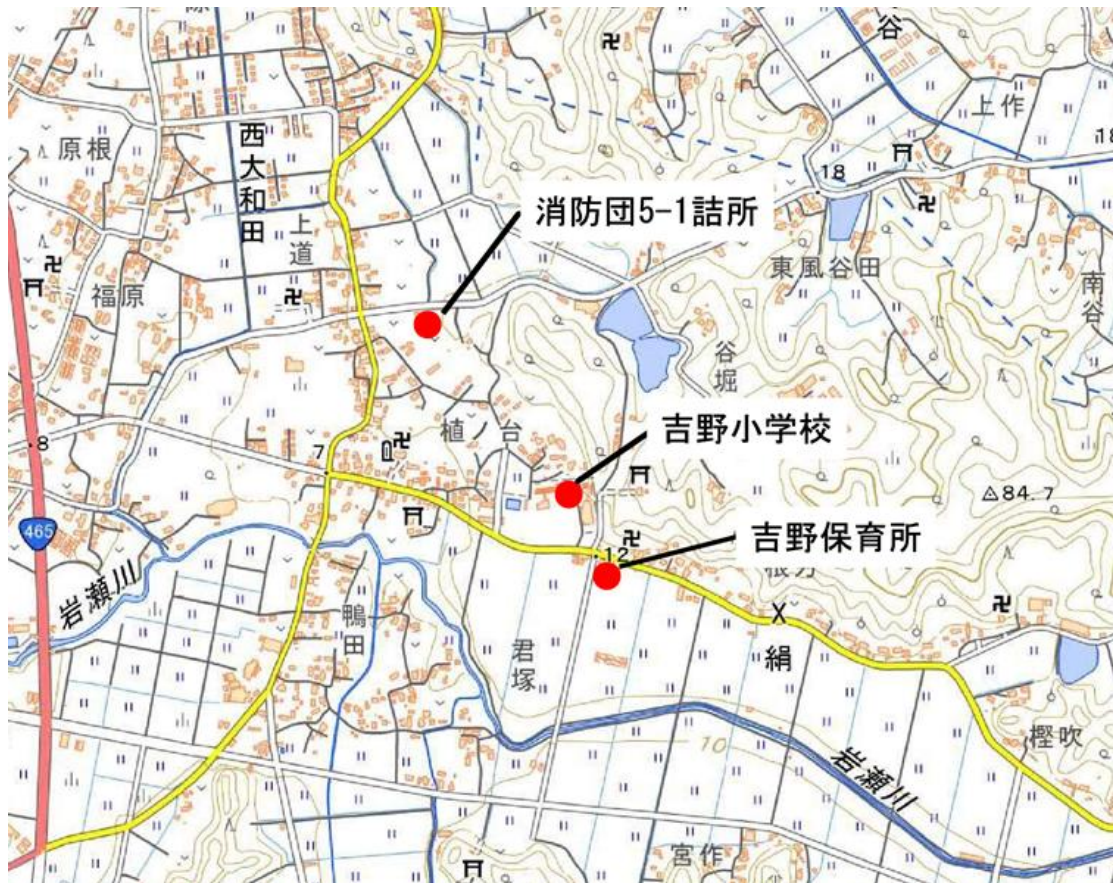 谷
上作
原根
西大和田
18
18
消防団5-1詰所
上道
東風谷田
南谷
福原
谷堀
吉野小学校
植ノ台
8
7
84.7
465
吉野保育所
12
岩瀬川
鴨田
君塚
絹
樫吹
10
岩瀬川
宮作